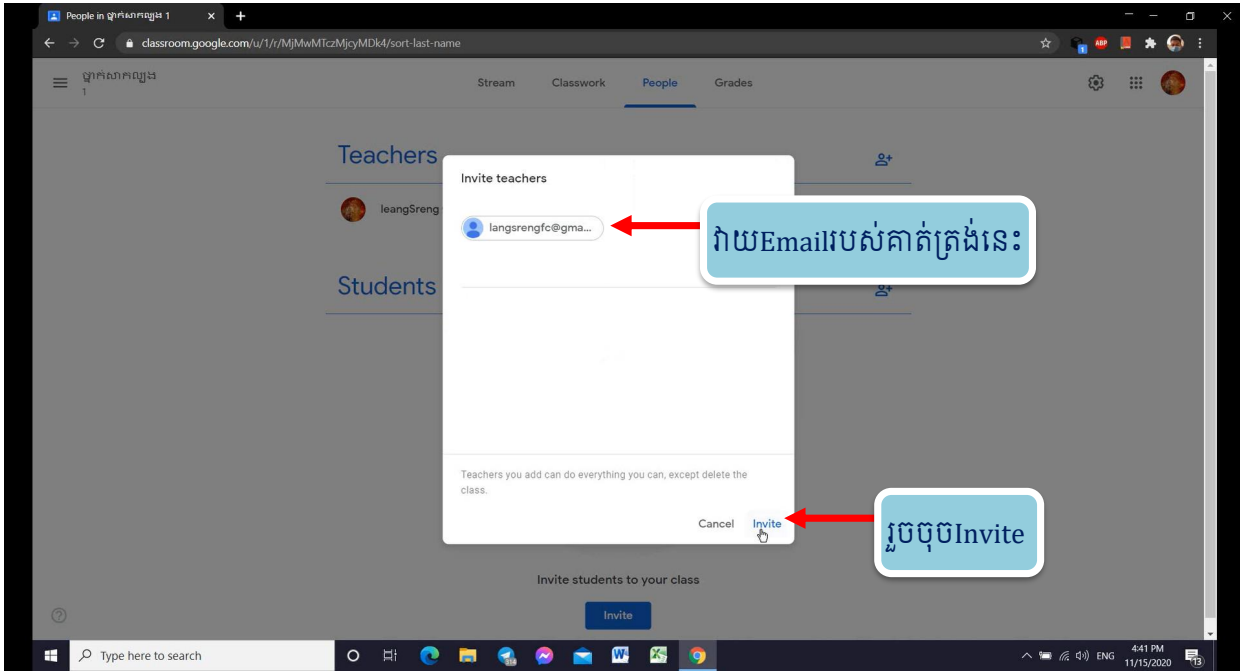 People in ថ្នាក់សាកល្បង 1
classroom.google.com/u/1/r/MjMwMTczMjcyMDk4/sort-last-name
ABP
1
ថ្នាក់សាកល្បង
1
Stream
Classwork
People
Grades
Teachers
leangSreng
Students
Invite teachers
langsrengfc@gma...
វាយEmailរបស់គាត់ត្រង់នេះ
Teachers you add can do everything you can, except delete the
class.
Cancel
Invite
រួចចុចInvite
Invite students to your class
Invite
Type here to search
ENG
4:41 PM
11/15/2020
13